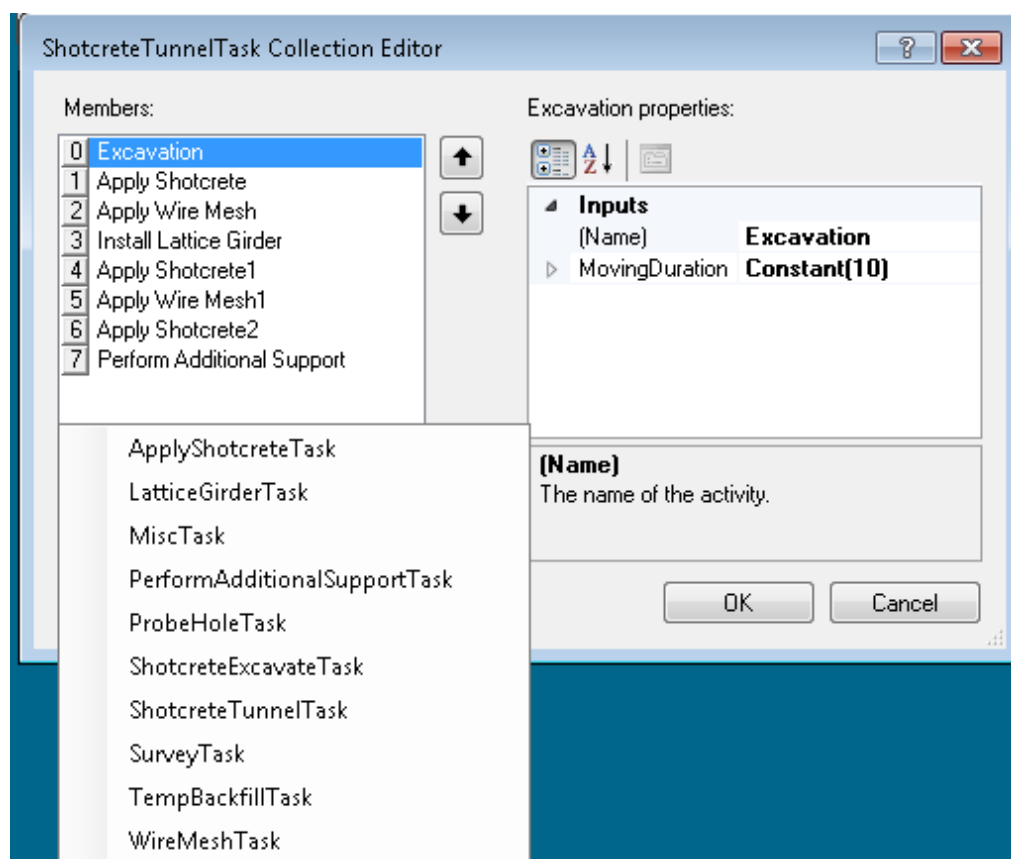 ShotcreteTunnelTask Collection Editor
Members:
0 Excavation
1 Apply Shotcrete
2 Apply Wire Mesh
3 Install Lattice Girder
4 Apply Shotcrete1
5 Apply Wire Mesh1
6 Apply Shotcrete2
7 Perform Additional Support
ApplyShotcreteTask
LatticeGirderTask
MiscTask
PerformAdditionalSupportTask
ProbeHoleTask
ShotcreteExcavateTask
ShotcreteTunnelTask
SurveyTask
TempBackfillTask
WireMeshTask
Excavation properties:
Inputs
(Name) Excavation
MovingDuration Constant(10)
(Name)
The name of the activity.
OK Cancel